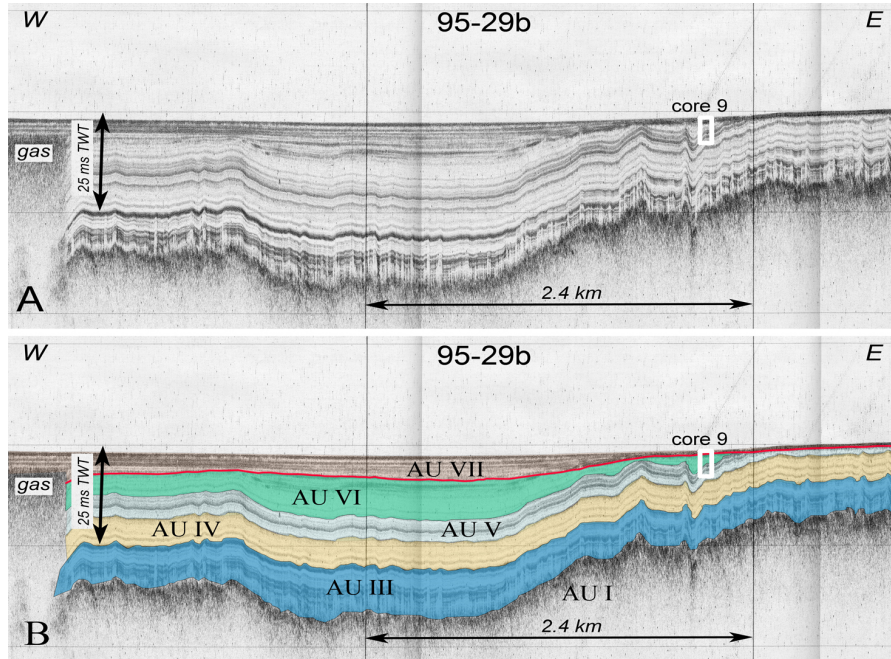 W
95-29b
E
core 9
gas
25 ms TWT
2.4 km
A
W
95-29b
E
core 9
AU VII
gas
25 ms TWT
AU VI
AU IV
AU V
AU III
AU I
2.4 km
B